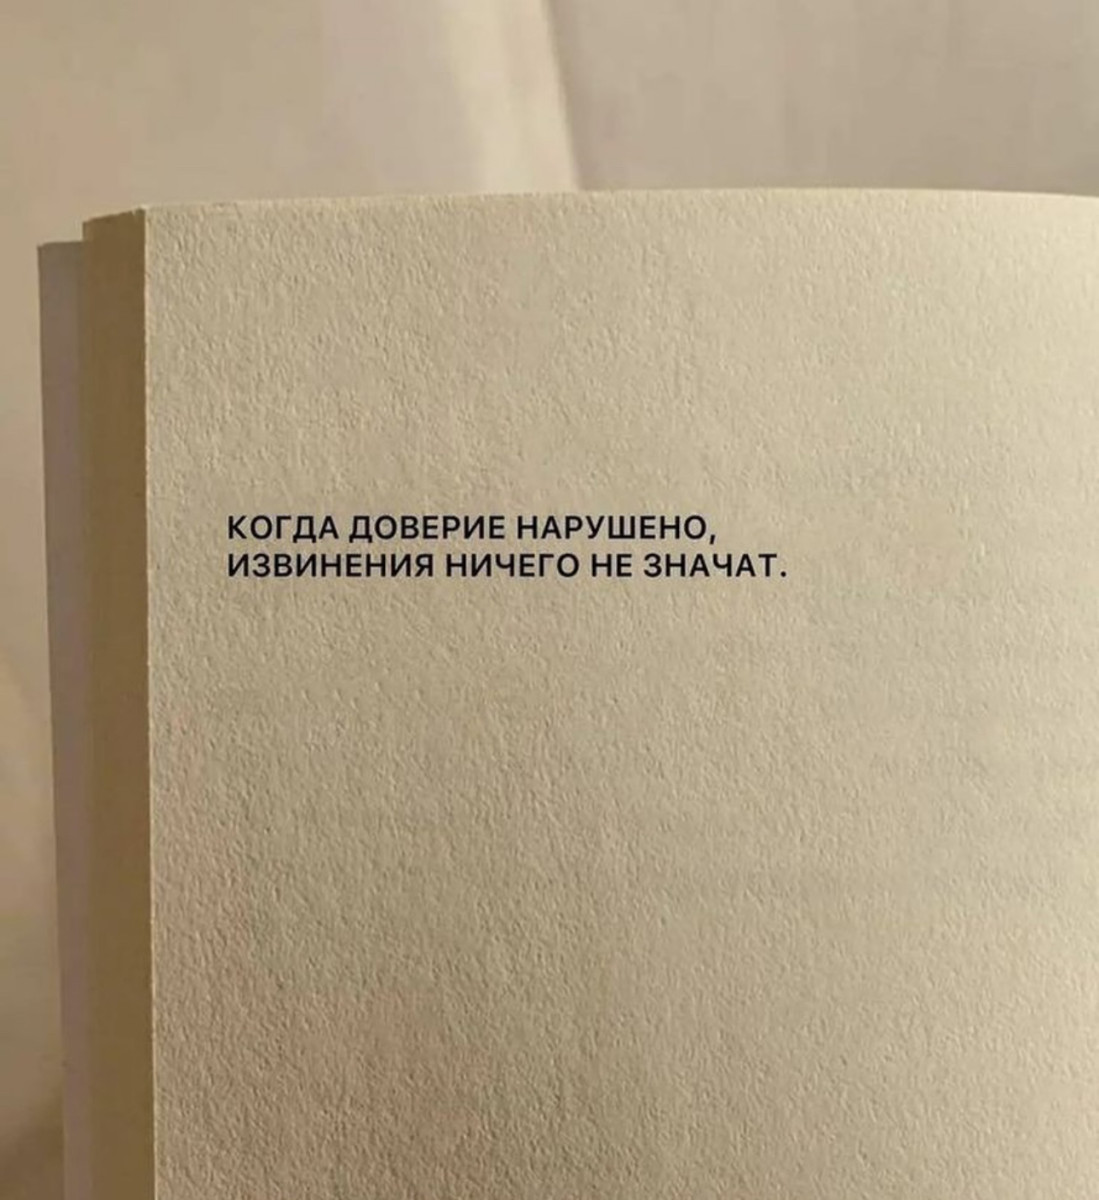 КОГДА ДОВЕРИЕ НАРУШЕНО,
ИЗВИНЕНИЯ НИЧЕГО НЕ ЗНАЧАТ.